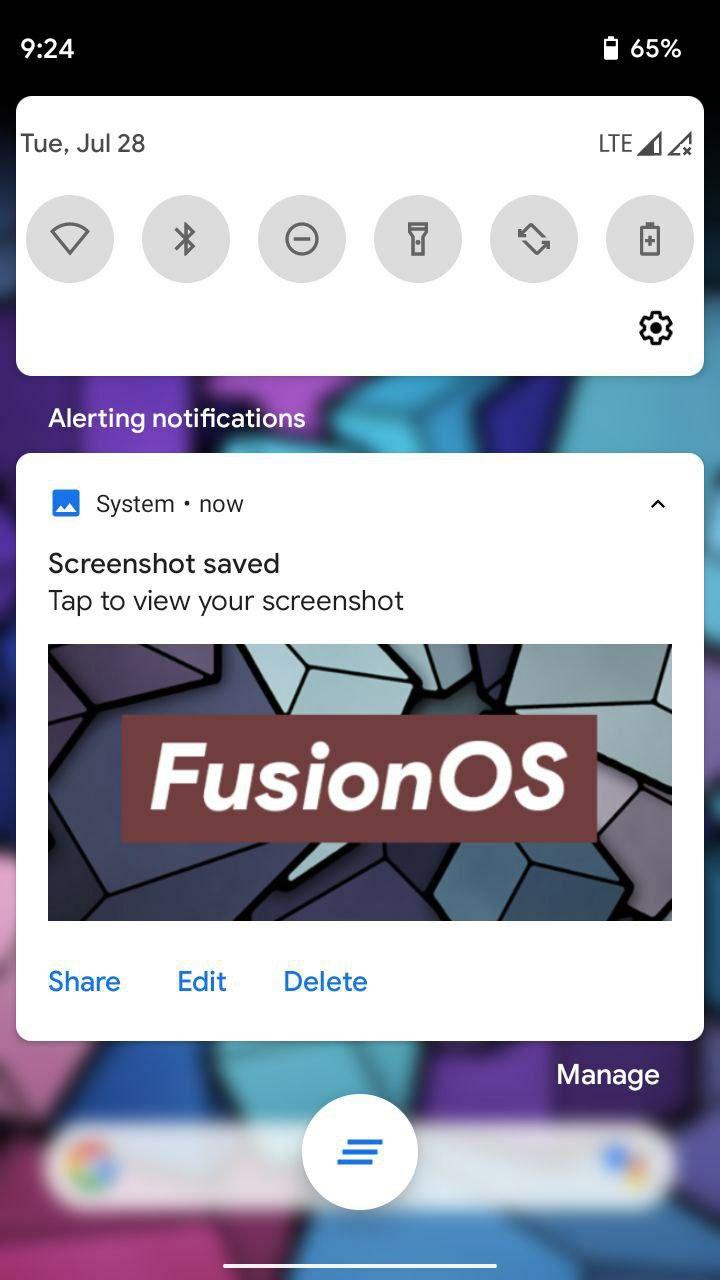 9:24 65%
Tue, Jul 28 LTE
Alerting notifications
System • now
Screenshot saved
Tap to view your screenshot
FusionOS
Share Edit Delete
Manage